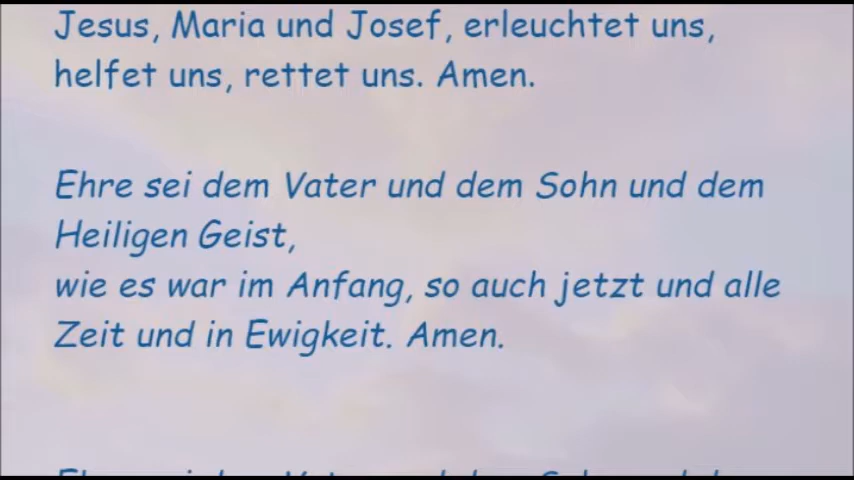 Jesus, Maria und Josef, erleuchtet uns,
helfet uns, rettet uns. Amen.
Ehre sei dem Vater und dem Sohn und dem
Heiligen Geist,
wie es war im Anfang, so auch jetzt und alle
Zeit und in Ewigkeit. Amen.